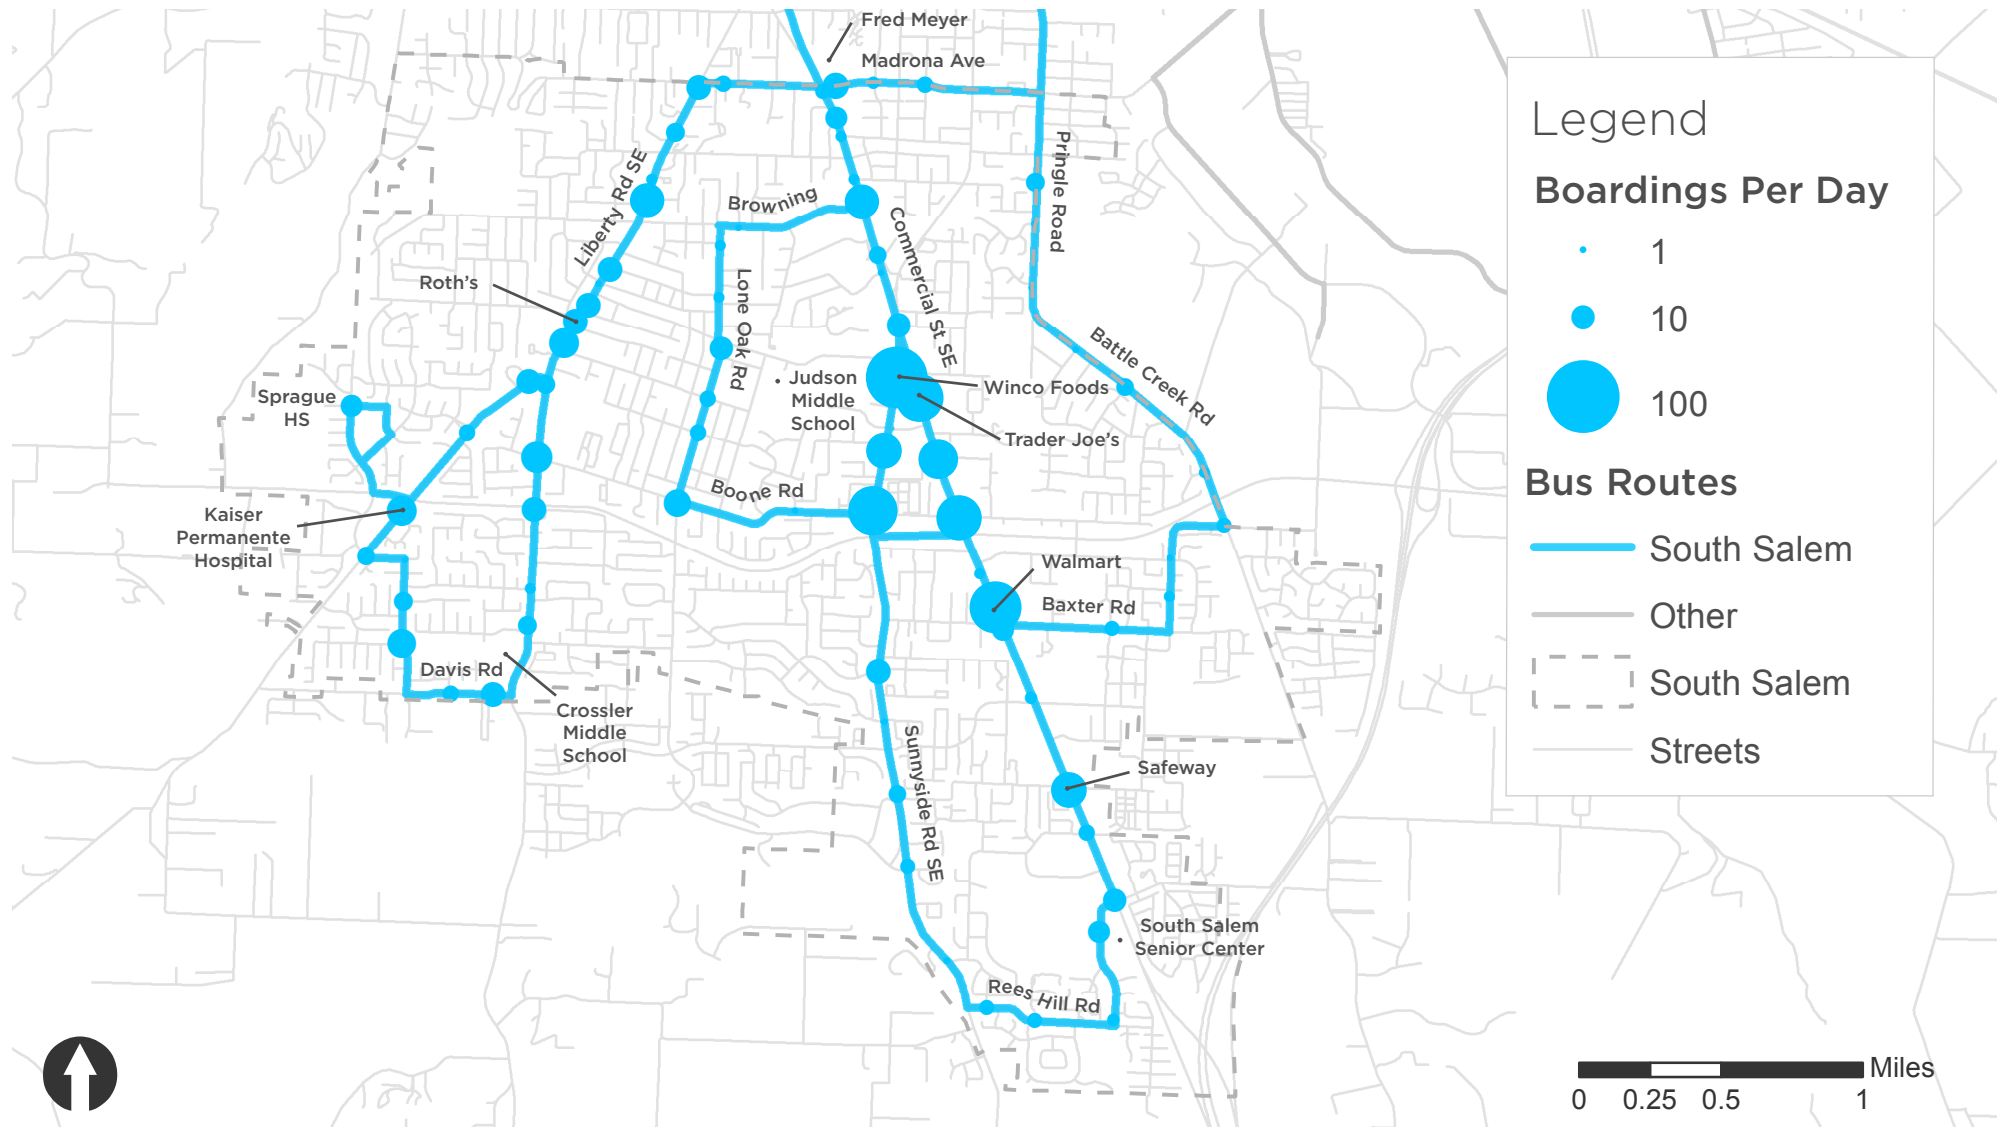 Fred Meyer
Madrona Ave
Liberty Rd SE
Pringle Road
Browning
Commercial St SE
Roth's
Lone Oak Rd
Battle Creek Rd
Judson
Middle
School
Winco Foods
Sprague
HS
Trader Joe's
Boone Rd
Kaiser
Permanente
Hospital
Walmart
Baxter Rd
Davis Rd
Crossler
Middle
School
Sunnyside Rd SE
Safeway
South Salem
Senior Center
Rees Hill Rd
Legend
Boardings Per Day
1
10
100
Bus Routes
South Salem
Other
South Salem
Streets
Miles
0 0.25 0.5 1